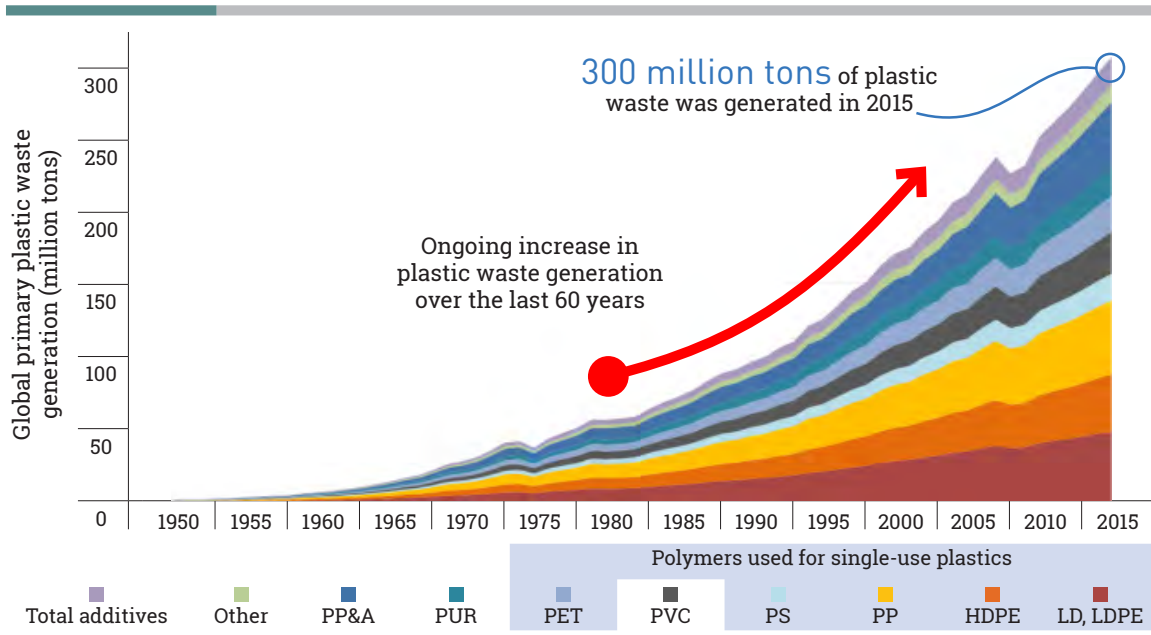 300 million tons of plastic
waste was generated in 2015
Ongoing increase in
plastic waste generation
over the last 60 years
Global primary plastic waste
generation (million tons)
300
250
200
150
100
50
0
1950 1955 1960 1965 1970 1975 1980 1985 1990 1995 2000 2005 2010 2015
Polymers used for single-use plastics
Total additives Other PP&A PUR PET PVC PS PP HDPE LD, LDPE